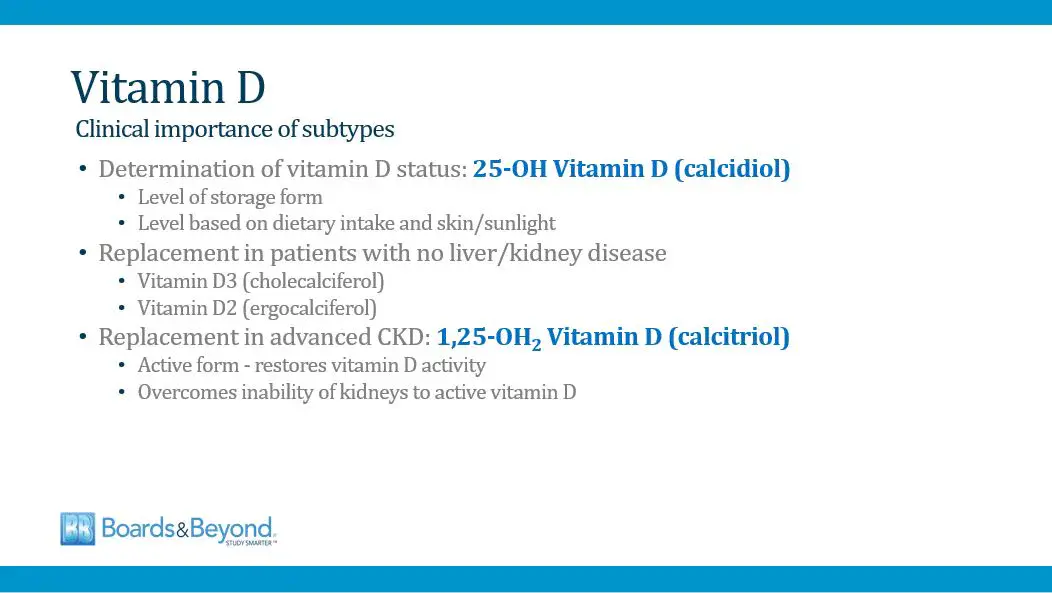 Vitamin D
Clinical importance of subtypes
• Determination of vitamin D status: 25-OH Vitamin D (calcidiol)
• Level of storage form
• Level based on dietary intake and skin/sunlight
• Replacement in patients with no liver/kidney disease
• Vitamin D3 (cholecalciferol)
• Vitamin D2 (ergocalciferol)
• Replacement in advanced CKD: 1,25-OH₂ Vitamin D (calcitriol)
• Active form - restores vitamin D activity
• Overcomes inability of kidneys to active vitamin D
BB Boards&Beyond.
STUDY SMARTER™